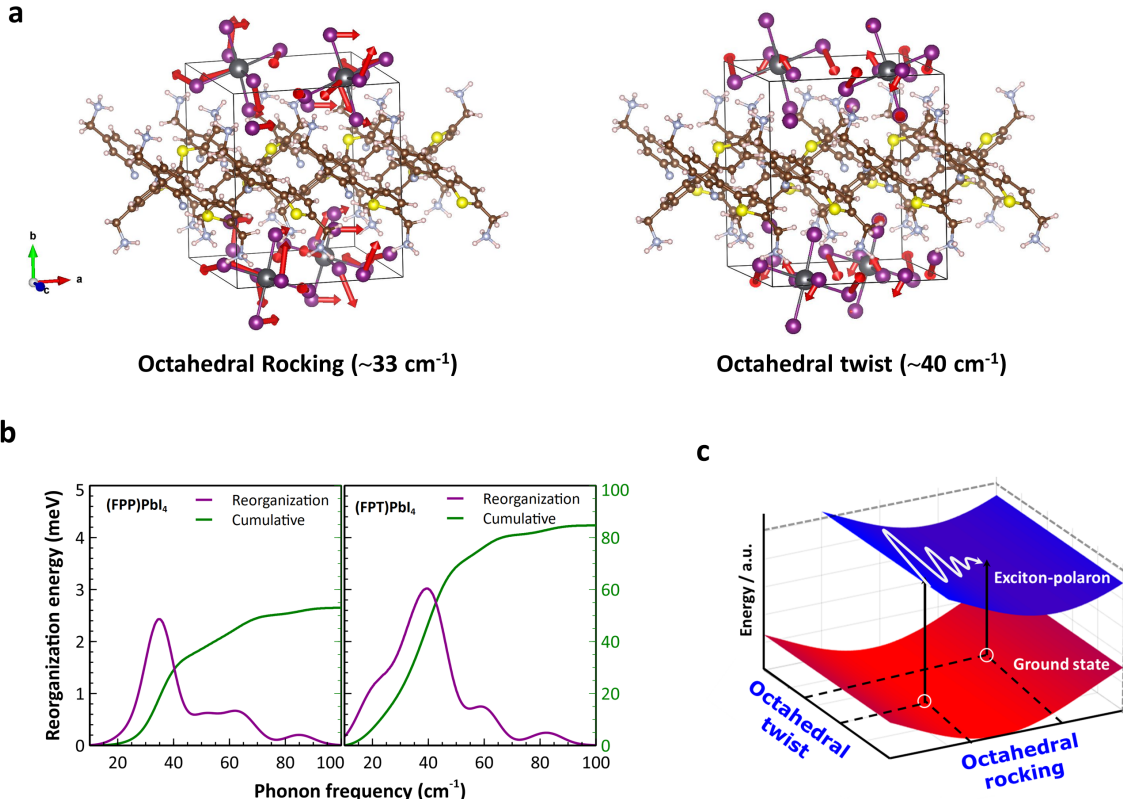 a
b
a
c
Octahedral Rocking (~33 cm⁻¹)
Octahedral twist (~40 cm⁻¹)
b
Reorganization energy (meV)
5
4
3
2
1
0
(FPP)PbI₄
Reorganization
Cumulative
(FPT)PbI₄
Reorganization
Cumulative
100
80
60
40
20
0
20
40
60
80
100
20
40
60
80
100
Phonon frequency (cm⁻¹)
c
Energy / a.u.
Exciton-polaron
Ground state
Octahedral
twist
Octahedral
rocking